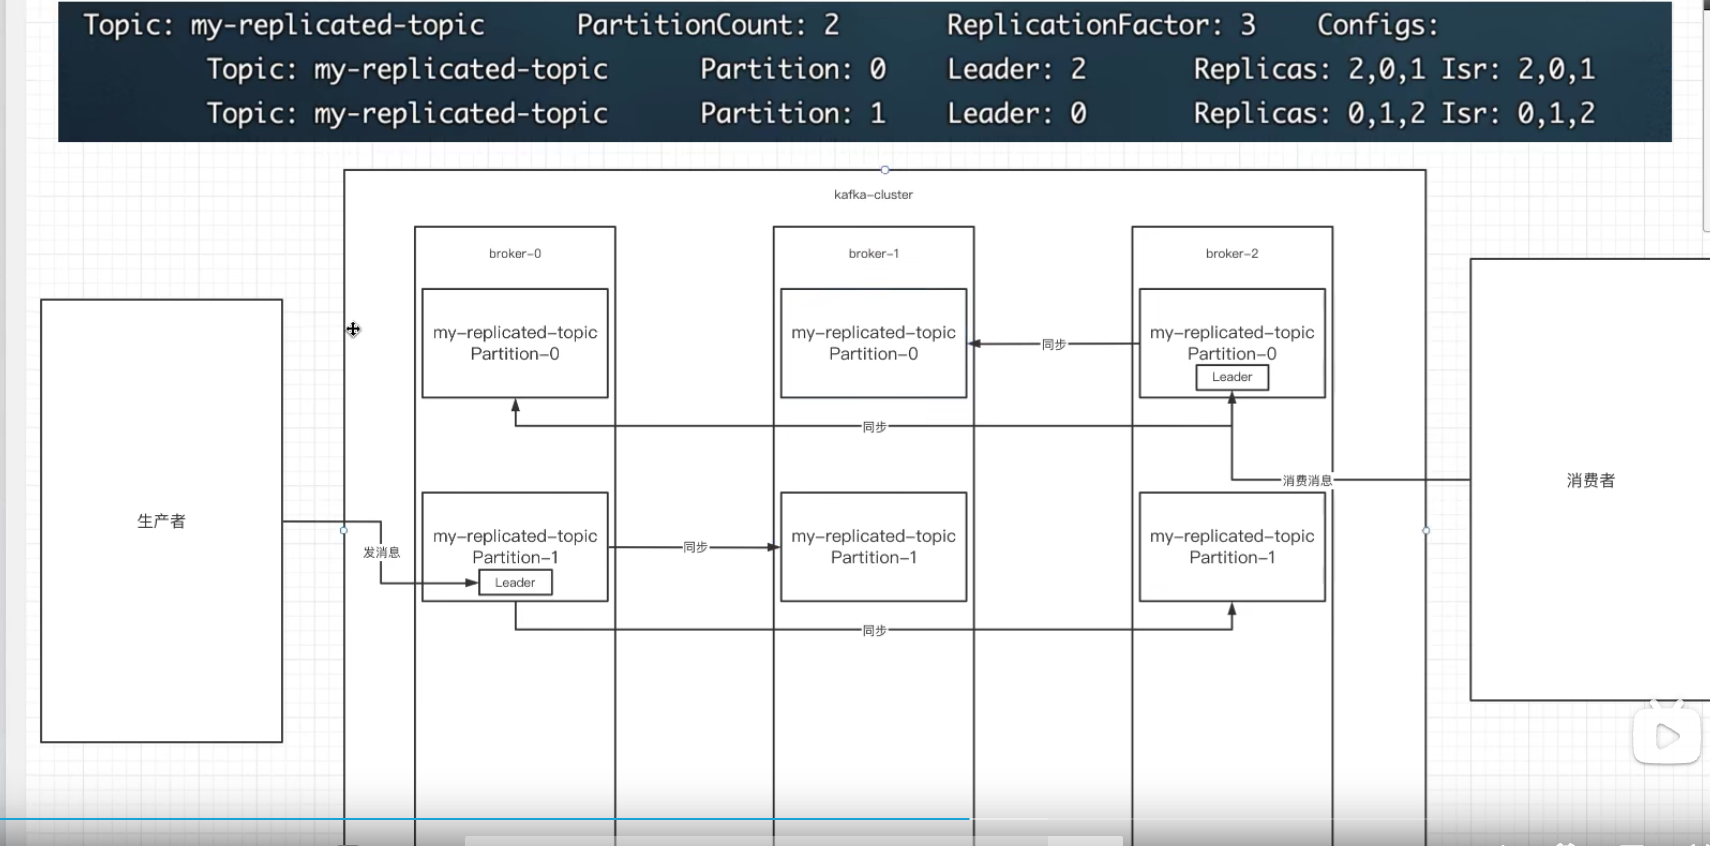 Topic: my-replicated-topic PartitionCount: 2 ReplicationFactor: 3 Configs:
Topic: my-replicated-topic Partition: 0 Leader: 2 Replicas: 2,0,1 Isr: 2,0,1
Topic: my-replicated-topic Partition: 1 Leader: 0 Replicas: 0,1,2 Isr: 0,1,2
kafka-cluster
broker-0
broker-1
broker-2
my-replicated-topic
Partition-0
my-replicated-topic
Partition-0
同步
my-replicated-topic
Partition-0
Leader
同步
消费消息
消费者
生产者
发消息
my-replicated-topic
Partition-1
Leader
同步
my-replicated-topic
Partition-1
my-replicated-topic
Partition-1
同步